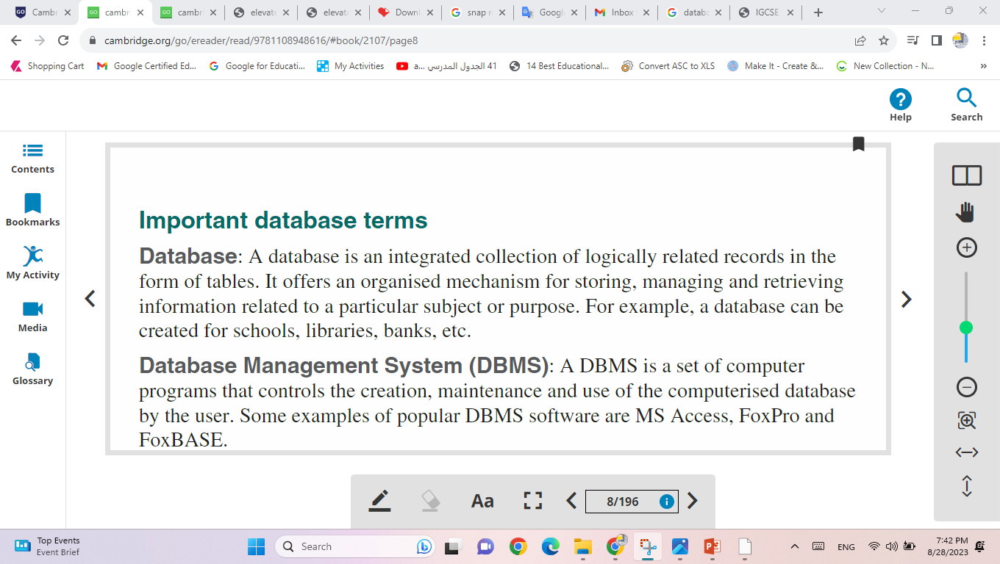 GO Cambr
GO cambr
GO cambri
elevate
elevate
Downl
snap r
Googl
Inbox
datab
IGCSE
cambridge.org/go/ereader/read/9781108948616/#book/2107/page8
Shopping Cart
Google Certified Ed...
Google for Educati...
My Activities
41 الجدول المدرسي ...a
14 Best Educational...
Convert ASC to XLS
Make It - Create &...
New Collection - N...
Help
Search
Contents
Bookmarks
My Activity
Media
Glossary
Important database terms
Database: A database is an integrated collection of logically related records in the
form of tables. It offers an organised mechanism for storing, managing and retrieving
information related to a particular subject or purpose. For example, a database can be
created for schools, libraries, banks, etc.
Database Management System (DBMS): A DBMS is a set of computer
programs that controls the creation, maintenance and use of the computerised database
by the user. Some examples of popular DBMS software are MS Access, FoxPro and
FoxBASE.
Aa
8/196
Top Events
Event Brief
Search
ENG
7:42 PM
8/28/2023